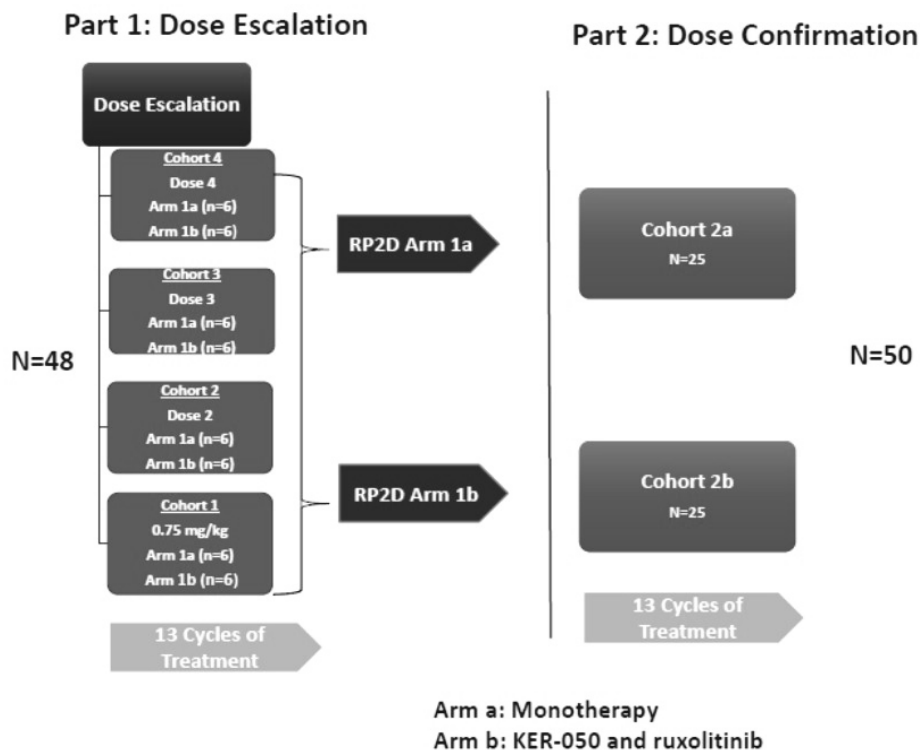 Part 1: Dose Escalation
Dose Escalation
Cohort 4
Dose 4
Arm 1a (n=6)
Arm 1b (n=6)
Cohort 3
Dose 3
Arm 1a (n=6)
Arm 1b (n=6)
Cohort 2
Dose 2
Arm 1a (n=6)
Arm 1b (n=6)
Cohort 1
0.75 mg/kg
Arm 1a (n=6)
Arm 1b (n=6)
N=48
13 Cycles of
Treatment
RP2D Arm 1a
RP2D Arm 1b
Part 2: Dose Confirmation
Cohort 2a
N=25
Cohort 2b
N=25
N=50
13 Cycles of
Treatment
Arm a: Monotherapy
Arm b: KER-050 and ruxolitinib